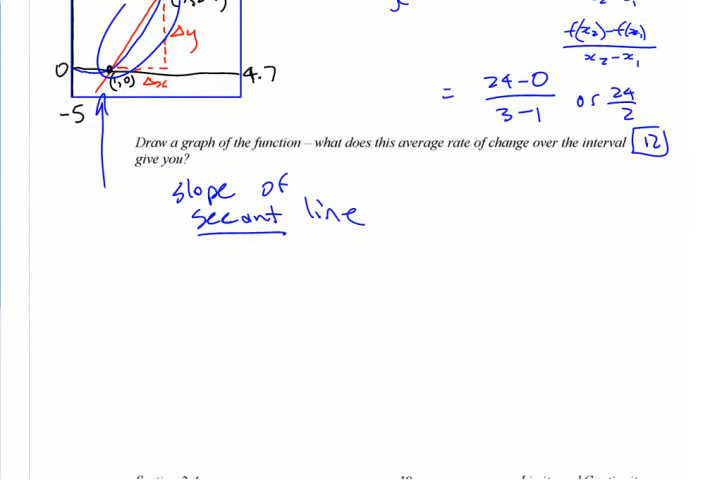 Δy
f(x₂)-f(x₁)
x₂-x₁
0
(1,0)
Δx
4.7
= 24-0 or 24
3-1 2
-5
Draw a graph of the function – what does this average rate of change over the interval 12
give you?
slope of
secant line